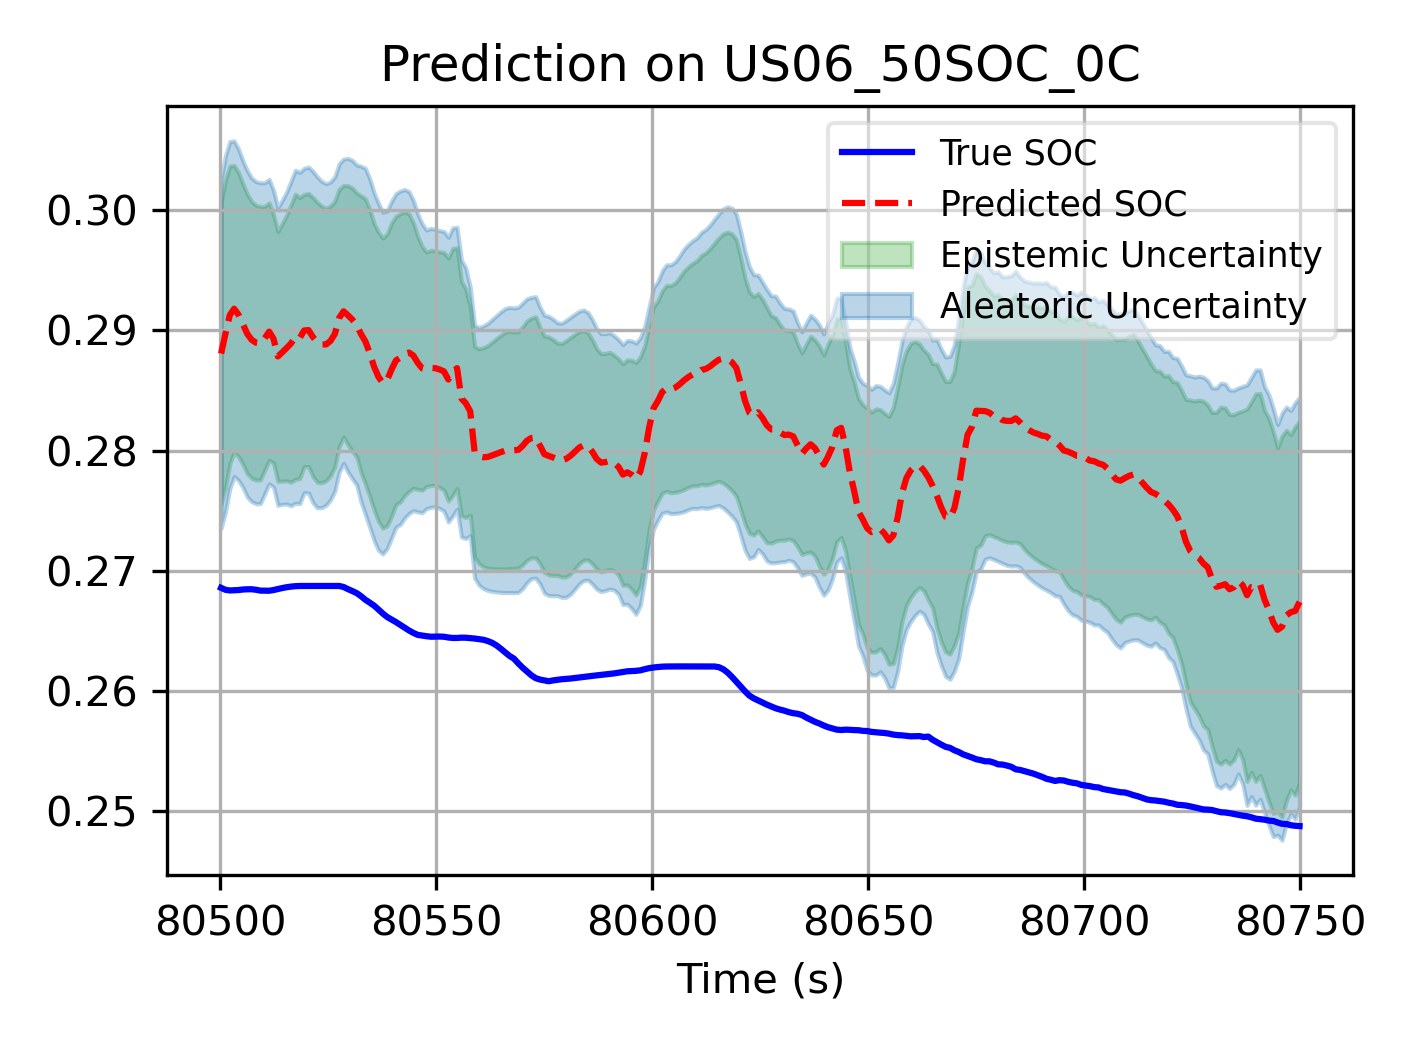 Prediction on US06_50SOC_0C
True SOC
Predicted SOC
Epistemic Uncertainty
Aleatoric Uncertainty
0.30
0.29
0.28
0.27
0.26
0.25
80500 80550 80600 80650 80700 80750
Time (s)